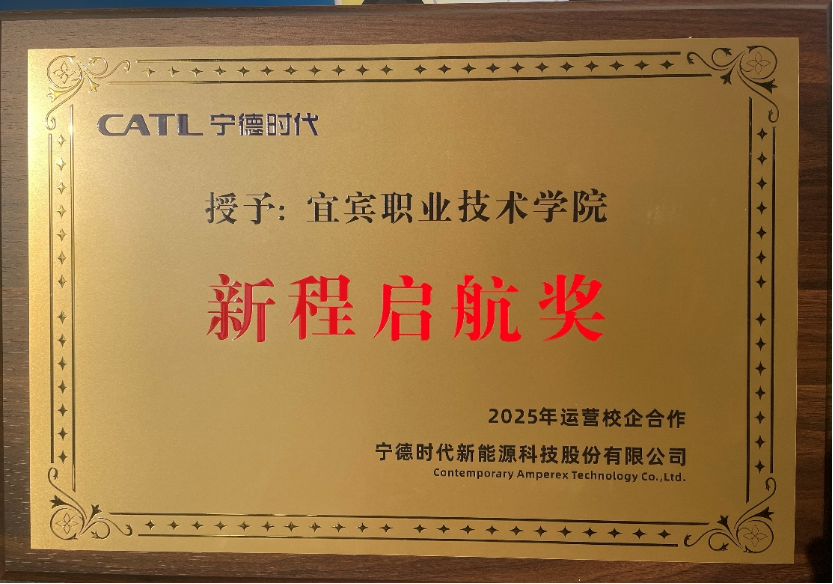 CATL 宁德时代
授予: 宜宾职业技术学院
新程启航奖
2025年运营校企合作
宁德时代新能源科技股份有限公司
Contemporary Amperex Technology Co.,Ltd.